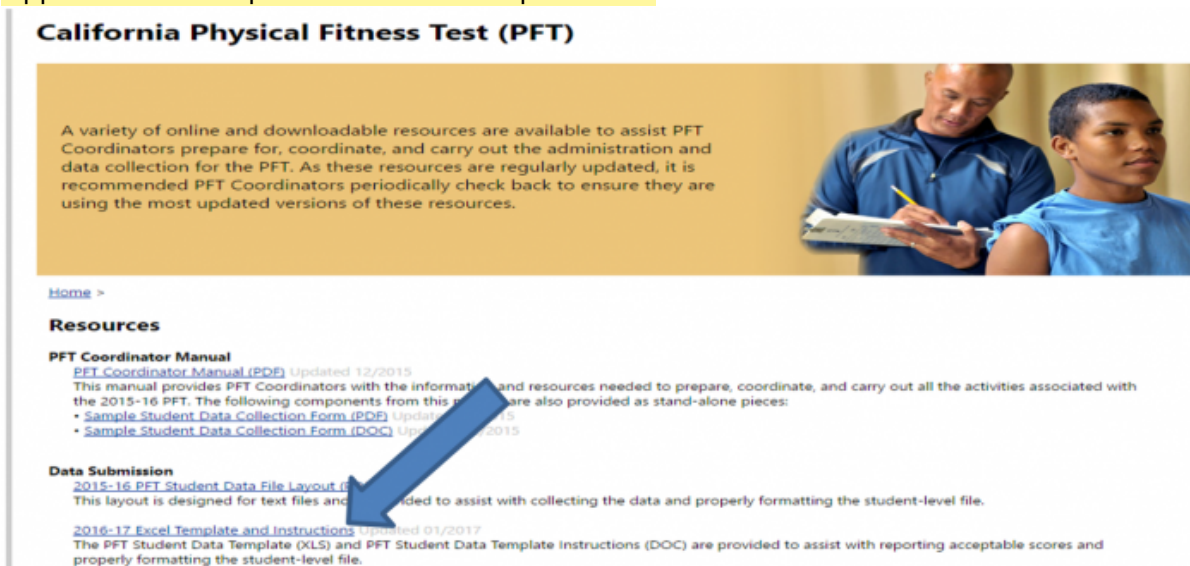 California Physical Fitness Test (PFT)
A variety of online and downloadable resources are available to assist PFT
Coordinators prepare for, coordinate, and carry out the administration and
data collection for the PFT. As these resources are regularly updated, it is
recommended PFT Coordinators periodically check back to ensure they are
using the most updated versions of these resources.
Home >
Resources
PFT Coordinator Manual
PFT Coordinator Manual (PDF) Updated 12/2015
This manual provides PFT Coordinators with the information and resources needed to prepare, coordinate, and carry out all the activities associated with
the 2015-16 PFT. The following components from this are also provided as stand-alone pieces:
• Sample Student Data Collection Form (PDF)
• Sample Student Data Collection Form (DOC)
Data Submission
2015-16 PFT Student Data File Layout
This layout is designed for text files and to assist with collecting the data and properly formatting the student-level file.
2016-17 Excel Template and Instructions Updated 01/2017
The PFT Student Data Template (XLS) and PFT Student Data Template Instructions (DOC) are provided to assist with reporting acceptable scores and
properly formatting the student-level file.